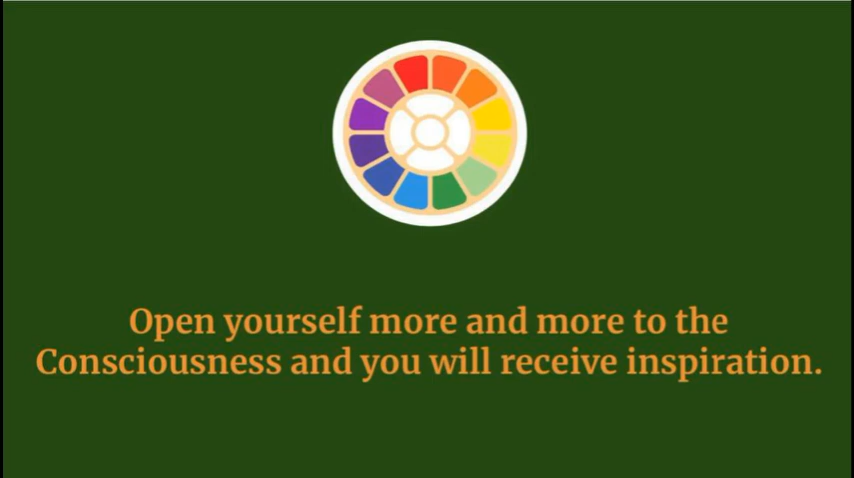 Open yourself more and more to the
Consciousness and you will receive inspiration.